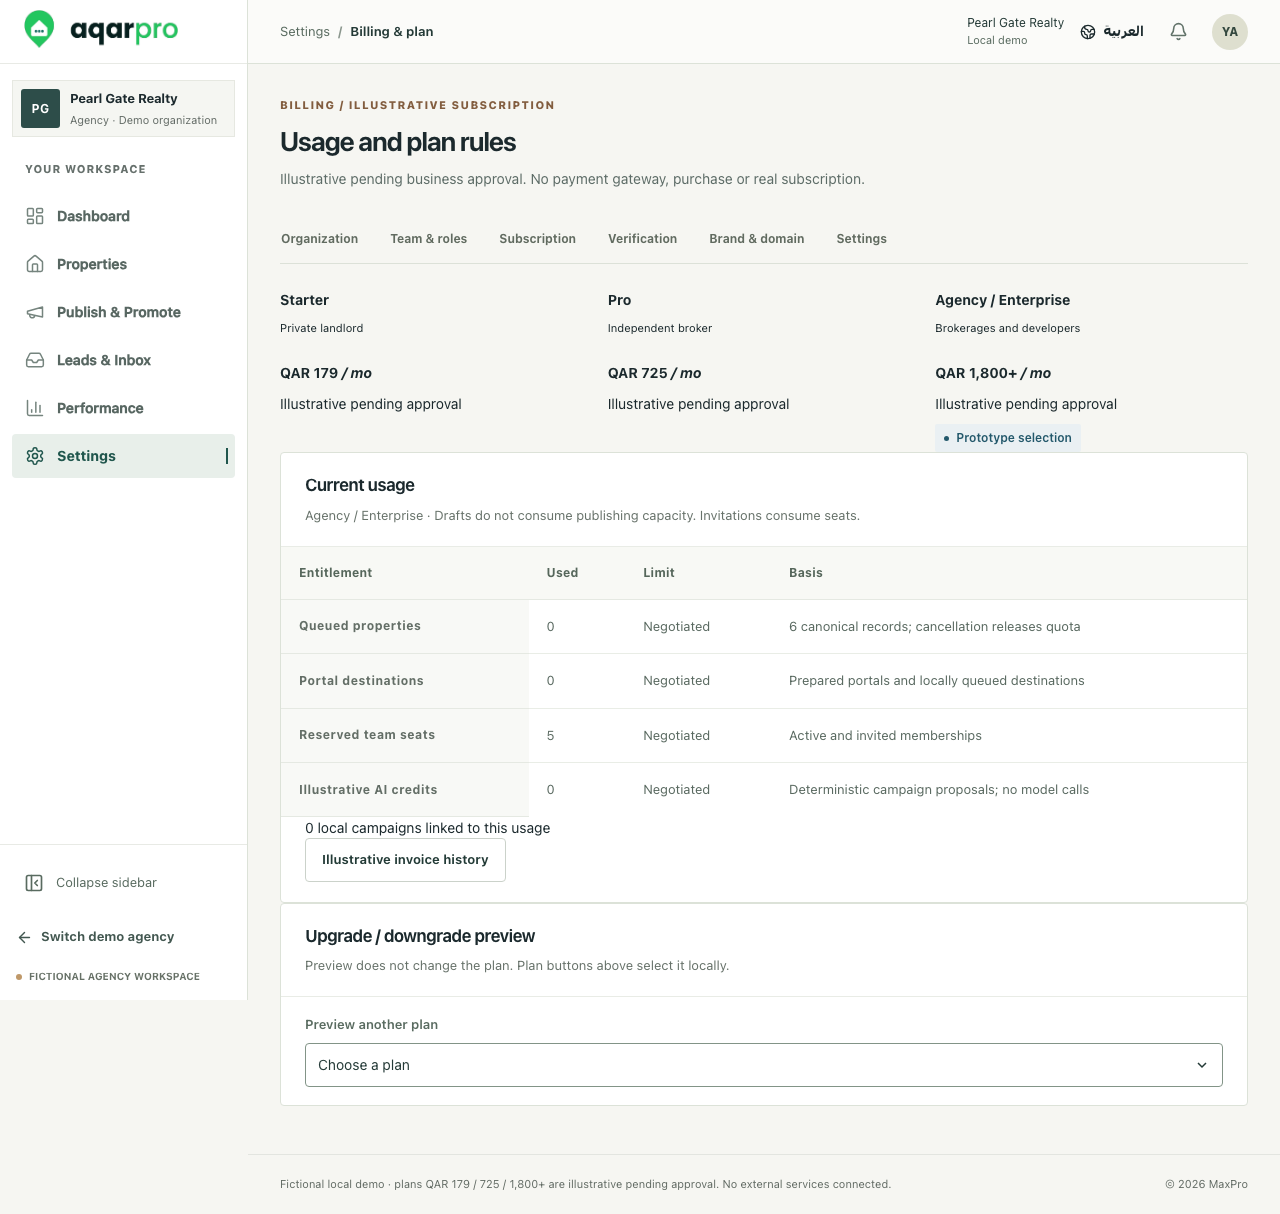 aqarpro
Settings / Billing & plan
Pearl Gate Realty
Local demo
العربية
YA
PG
Pearl Gate Realty
Agency · Demo organization
YOUR WORKSPACE
Dashboard
Properties
Publish & Promote
Leads & Inbox
Performance
Settings
Collapse sidebar
Switch demo agency
FICTIONAL AGENCY WORKSPACE
BILLING / ILLUSTRATIVE SUBSCRIPTION
Usage and plan rules
Illustrative pending business approval. No payment gateway, purchase or real subscription.
Organization Team & roles Subscription Verification Brand & domain Settings
Starter
Private landlord
QAR 179 / mo
Illustrative pending approval
Pro
Independent broker
QAR 725 / mo
Illustrative pending approval
Agency / Enterprise
Brokerages and developers
QAR 1,800+ / mo
Illustrative pending approval
Prototype selection
Current usage
Agency / Enterprise · Drafts do not consume publishing capacity. Invitations consume seats.
Entitlement Used Limit Basis
Queued properties 0 Negotiated 6 canonical records; cancellation releases quota
Portal destinations 0 Negotiated Prepared portals and locally queued destinations
Reserved team seats 5 Negotiated Active and invited memberships
Illustrative AI credits 0 Negotiated Deterministic campaign proposals; no model calls
0 local campaigns linked to this usage
Illustrative invoice history
Upgrade / downgrade preview
Preview does not change the plan. Plan buttons above select it locally.
Preview another plan
Choose a plan
Fictional local demo · plans QAR 179 / 725 / 1,800+ are illustrative pending approval. No external services connected.
© 2026 MaxPro